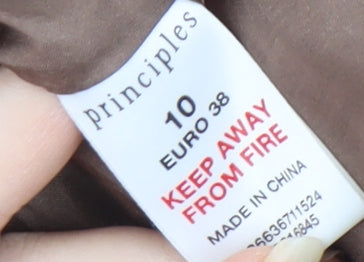 principles
10
EURO 38
KEEP AWAY
FROM FIRE
MADE IN CHINA